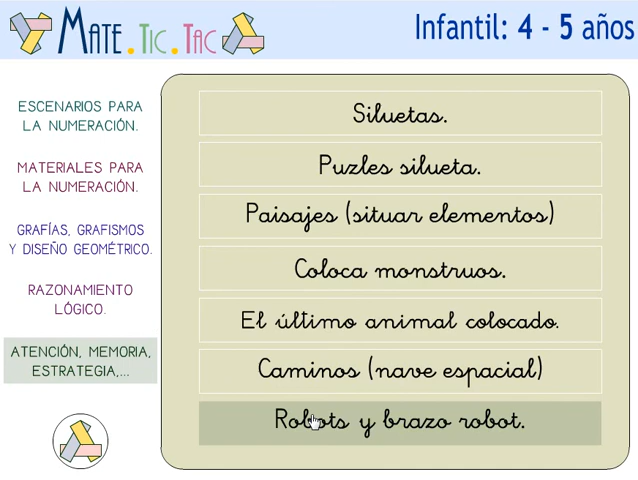 MATE.TIC.TAC
Infantil: 4 - 5 años
ESCENARIOS PARA
LA NUMERACIÓN.
MATERIALES PARA
LA NUMERACIÓN.
GRAFÍAS, GRAFISMOS
Y DISEÑO GEOMÉTRICO.
RAZONAMIENTO
LÓGICO.
ATENCIÓN, MEMORIA,
ESTRATEGIA,...
Siluetas.
Puzles silueta.
Paisajes (situar elementos)
Coloca monstruos.
El último animal colocado.
Caminos (nave espacial)
Robots y brazo robot.